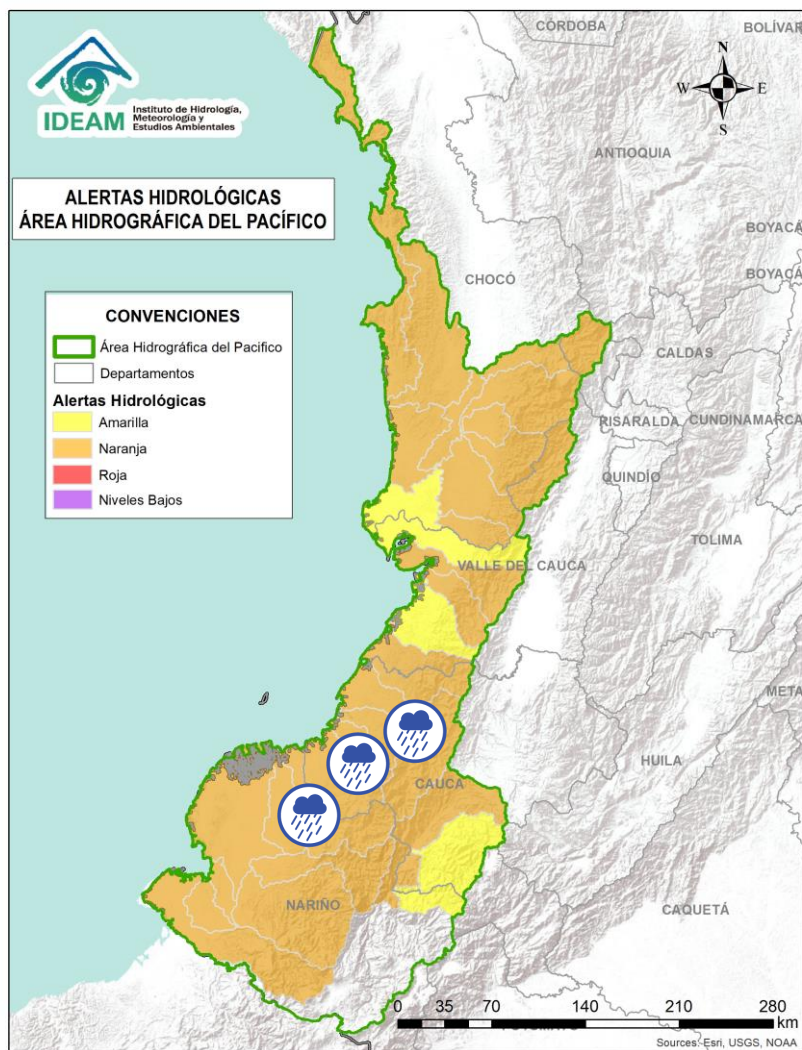 CÓRDOBA
BOLÍVAR
IDEAM
Instituto de Hidrología,
Meteorología y
Estudios Ambientales
N
W
E
S
ANTIOQUIA
ALERTAS HIDROLÓGICAS
ÁREA HIDROGRÁFICA DEL PACÍFICO
BOYACÁ
BOYACÁ
CHOCÓ
CONVENCIONES
Área Hidrográfica del Pacifico
Departamentos
Alertas Hidrológicas
Amarilla
Naranja
Roja
Niveles Bajos
CALDAS
RISARALDA
CUNDINAMARCA
QUINDÍO
TOLIMA
VALLE DEL CAUCA
META
HUILA
CAUCA
NARIÑO
CAQUETÁ
0 35 70 140 210 280
km
Sources: Esri, USGS, NOAA